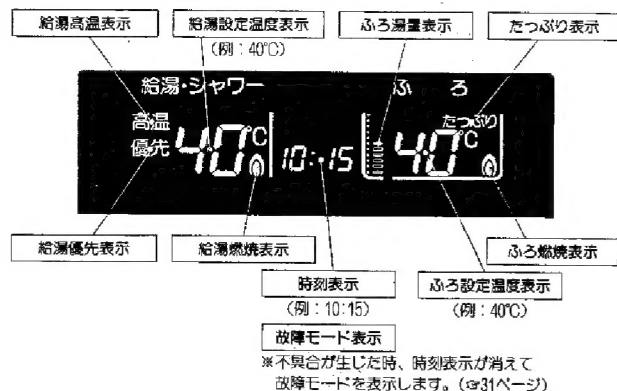 給湯高温表示 給湯設定温度表示 ふろ湯量表示 たっぷり表示
(例：40℃)
給湯・シャワー ふろ
高温 たっぷり
優先 40℃ 10:15 40℃
給湯優先表示 給湯燃焼表示 ふろ燃焼表示
時刻表示 ふろ設定温度表示
(例：10:15) (例：40℃)
故障モード表示
※不具合が生じた時、時刻表示が消えて
故障モードを表示します。(☞31ページ)